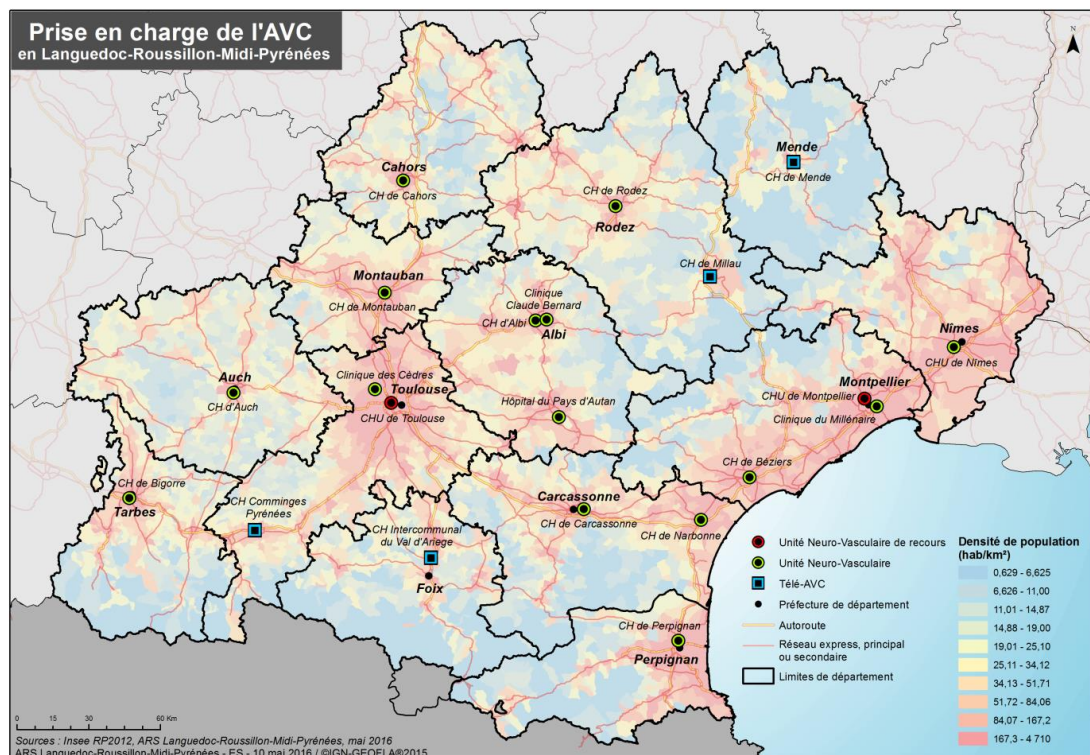 Prise en charge de l'AVC
en Languedoc-Roussillon-Midi-Pyrénées
N
Cahors
CH de Cahors
CH de Rodez
Rodez
Mende
CH de Mende
CH de Millau
Montauban
CH de Montauban
Clinique
Claude Bernard
CH d'Albi
Albi
Nîmes
CHU de Nîmes
Auch
CH d'Auch
Clinique des Cèdres
Toulouse
CHU de Toulouse
Hôpital du Pays d'Autan
Montpellier
CHU de Montpellier
Clinique du Millénaire
CH de Béziers
CH de Bigorre
Tarbes
CH Comminges
Pyrénées
CH Intercommunal
du Val d'Ariege
Foix
Carcassonne
CH de Carcassonne
CH de Narbonne
CH de Perpignan
Perpignan
Unité Neuro-Vasculaire de recours
Unité Neuro-Vasculaire
Télé-AVC
Préfecture de département
Autoroute
Réseau express, principal
ou secondaire
Limites de département
Densité de population
(hab/km²)
0,629 - 6,625
6,626 - 11,00
11,01 - 14,87
14,88 - 19,00
19,01 - 25,10
25,11 - 34,12
34,13 - 51,71
51,72 - 84,06
84,07 - 167,2
167,3 - 4 710
0 15 30 60 Km
Sources : Insee RP2012, ARS Languedoc-Roussillon-Midi-Pyrénées, mai 2016
ARS Languedoc-Roussillon-Midi-Pyrénées - ES - 10 mai 2016 / ©IGN-GEOFLA®2015